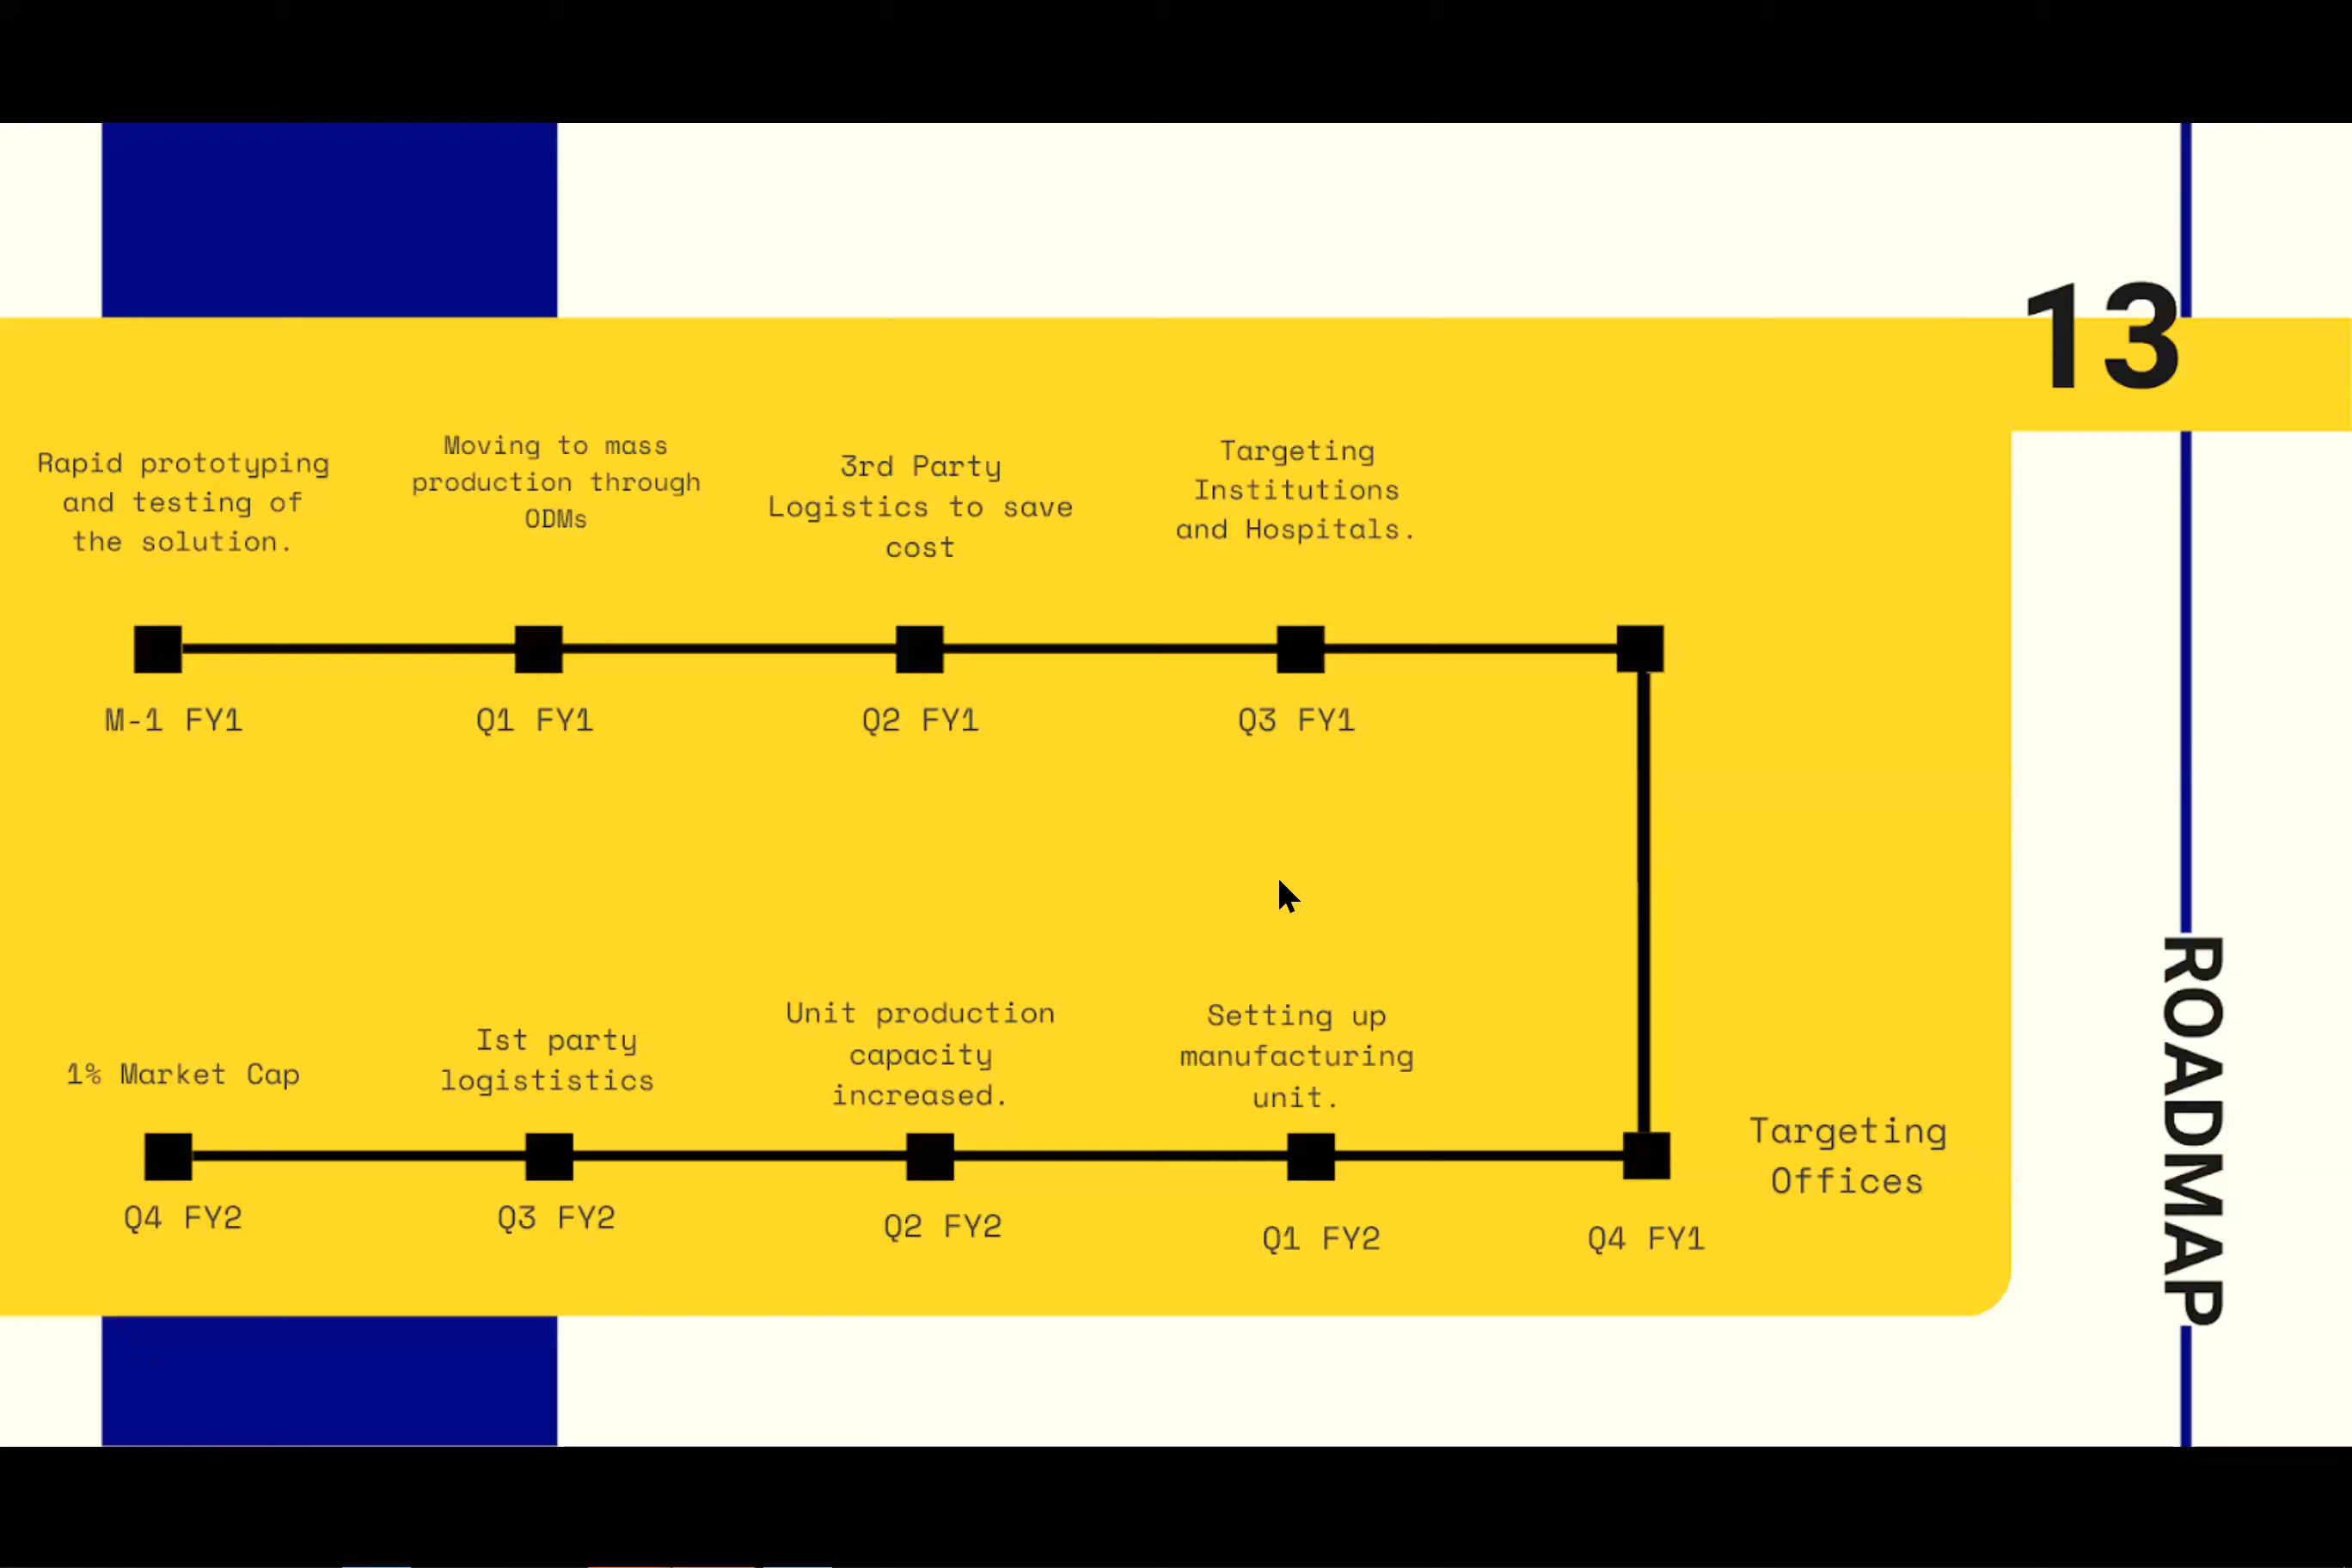 13
Rapid prototyping
and testing of
the solution.
Moving to mass
production through
ODMs
3rd Party
Logistics to save
cost
Targeting
Institutions
and Hospitals.
M-1 FY1
Q1 FY1
Q2 FY1
Q3 FY1
1% Market Cap
Ist party
logististics
Unit production
capacity
increased.
Setting up
manufacturing
unit.
Targeting
Offices
Q4 FY2
Q3 FY2
Q2 FY2
Q1 FY2
Q4 FY1
ROADMAP